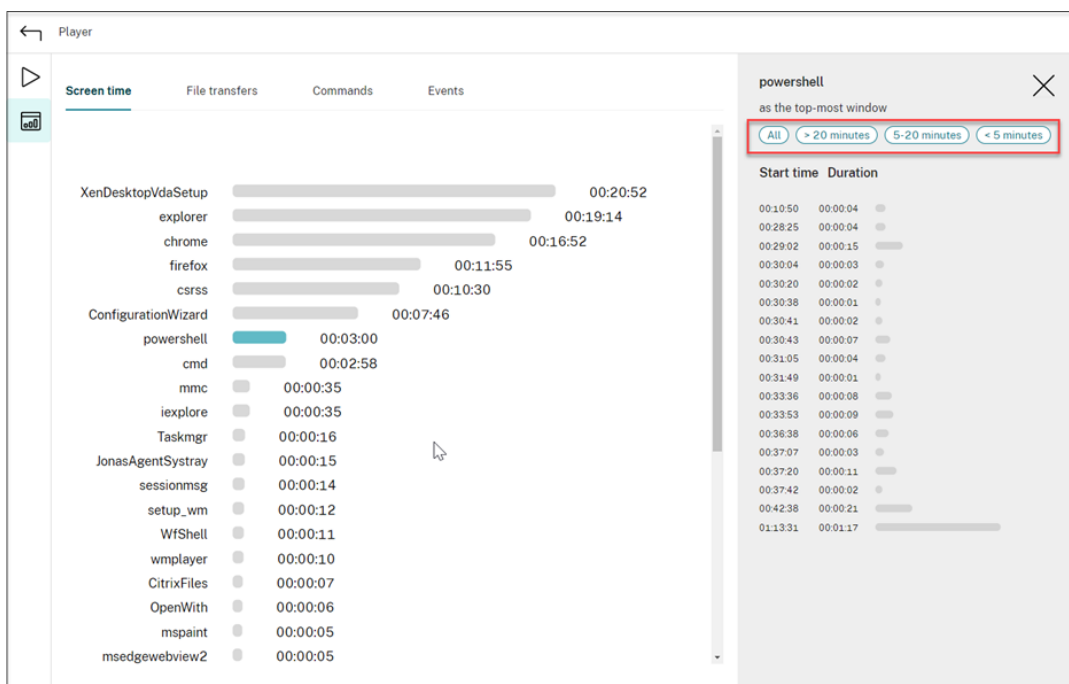 Player
Screen time File transfers Commands Events
XenDesktopVdaSetup 00:20:52
explorer 00:19:14
chrome 00:16:52
firefox 00:11:55
csrss 00:10:30
ConfigurationWizard 00:07:46
powershell 00:03:00
cmd 00:02:58
mmc 00:00:35
iexplore 00:00:35
Taskmgr 00:00:16
JonasAgentSystray 00:00:15
sessionmsg 00:00:14
setup_wm 00:00:12
WfShell 00:00:11
wmplayer 00:00:10
CitrixFiles 00:00:07
OpenWith 00:00:06
mspaint 00:00:05
msedgewebview2 00:00:05
powershell
as the top-most window
All > 20 minutes 5-20 minutes < 5 minutes
Start time Duration
00:10:50 00:00:04
00:28:25 00:00:04
00:29:02 00:00:15
00:30:04 00:00:03
00:30:20 00:00:02
00:30:38 00:00:01
00:30:41 00:00:02
00:30:43 00:00:07
00:31:05 00:00:04
00:31:49 00:00:01
00:33:36 00:00:08
00:33:53 00:00:09
00:36:38 00:00:06
00:37:07 00:00:03
00:37:20 00:00:11
00:37:42 00:00:02
00:42:38 00:00:21
01:13:31 00:01:17